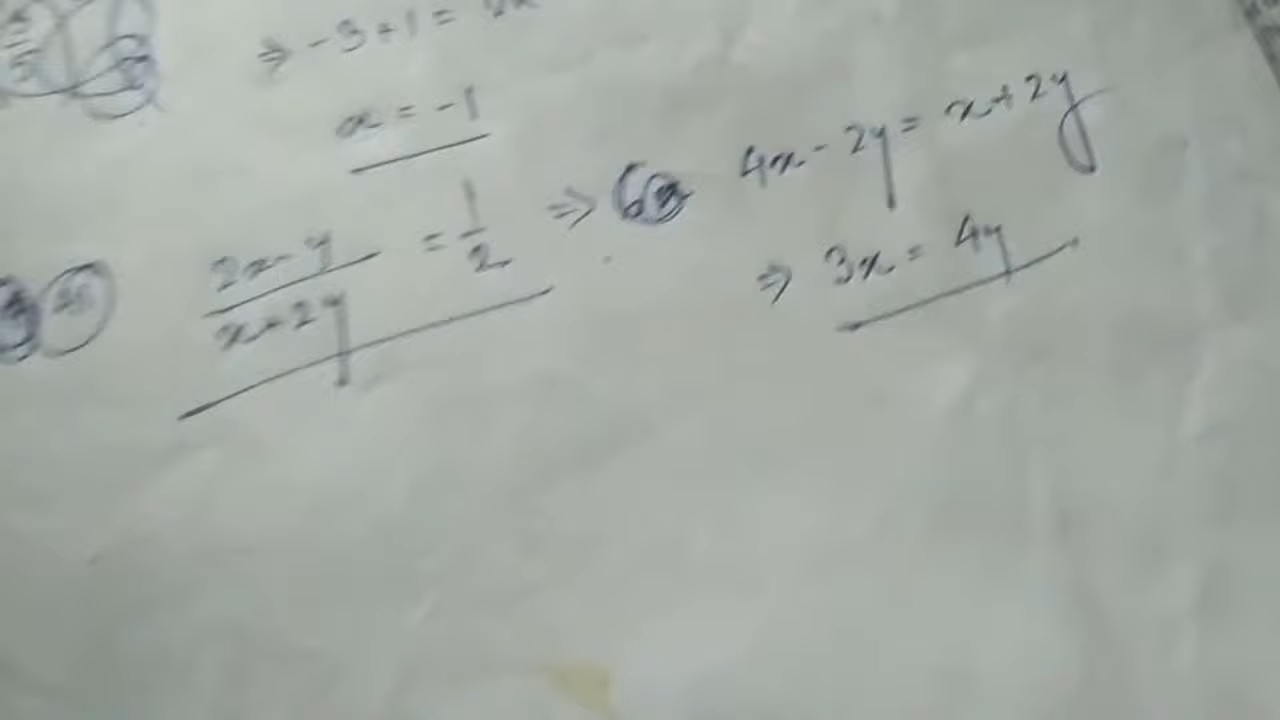 ⇒ -3+1 =
x = -1
(2x-y)/(x+2y) = 1/2 ⇒ 4x - 2y = x + 2y
⇒ 3x = 4y